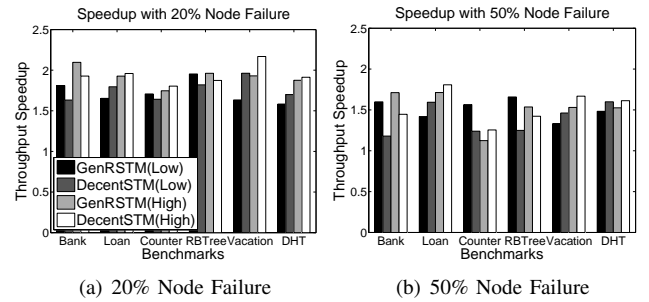 Speedup with 20% Node Failure
2.5
2
1.5
1
0.5
0
Throughput Speedup
GenRSTM(Low)
DecentSTM(Low)
GenRSTM(High)
DecentSTM(High)
Bank Loan Counter RBTree Vacation DHT
Benchmarks
(a) 20% Node Failure
Speedup with 50% Node Failure
2.5
2
1.5
1
0.5
0
Throughput Speedup
Bank Loan Counter RBTree Vacation DHT
Benchmarks
(b) 50% Node Failure